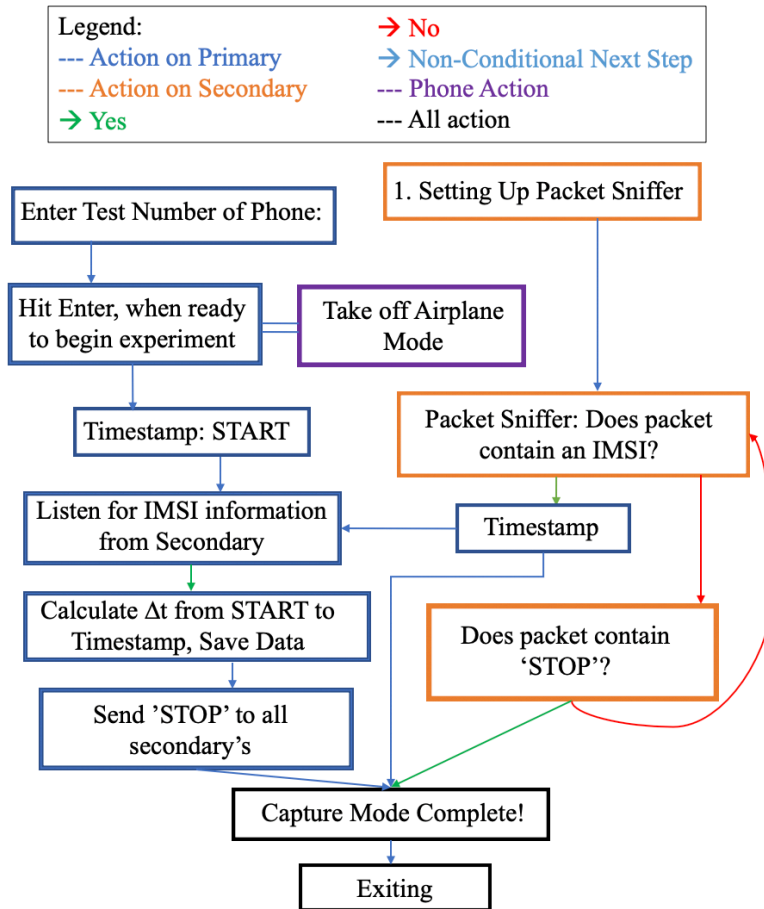 Legend:
--- Action on Primary
--- Action on Secondary
→ Yes
→ No
→ Non-Conditional Next Step
--- Phone Action
--- All action
Enter Test Number of Phone:
1. Setting Up Packet Sniffer
Hit Enter, when ready
to begin experiment
Take off Airplane
Mode
Timestamp: START
Packet Sniffer: Does packet
contain an IMSI?
Listen for IMSI information
from Secondary
Timestamp
Calculate Δt from START to
Timestamp, Save Data
Does packet contain
‘STOP’?
Send ’STOP’ to all
secondary’s
Capture Mode Complete!
Exiting